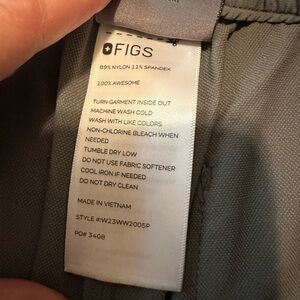 FIGS
89% NYLON 11% SPANDEX
100% AWESOME
TURN GARMENT INSIDE OUT
MACHINE WASH COLD
WASH WITH LIKE COLORS
NON-CHLORINE BLEACH WHEN
NEEDED
TUMBLE DRY LOW
DO NOT USE FABRIC SOFTENER
COOL IRON IF NEEDED
DO NOT DRY CLEAN
MADE IN VIETNAM
STYLE #:W23WW2005P
PO# 3408